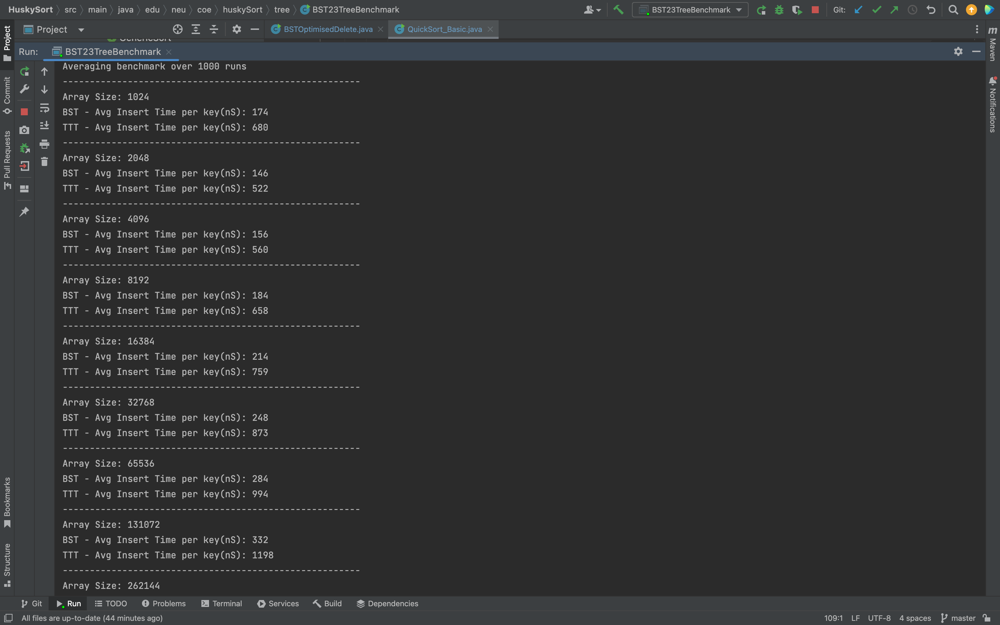 HuskySort src main java edu neu coe huskySort tree BST23TreeBenchmark BST23TreeBenchmark Git:
Project BSTOptimisedDelete.java QuickSort_Basic.java
Run: BST23TreeBenchmark
Averaging benchmark over 1000 runs
-------------------------------------------------------
Array Size: 1024
BST - Avg Insert Time per key(nS): 174
TTT - Avg Insert Time per key(nS): 680
-------------------------------------------------------
Array Size: 2048
BST - Avg Insert Time per key(nS): 146
TTT - Avg Insert Time per key(nS): 522
-------------------------------------------------------
Array Size: 4096
BST - Avg Insert Time per key(nS): 156
TTT - Avg Insert Time per key(nS): 560
-------------------------------------------------------
Array Size: 8192
BST - Avg Insert Time per key(nS): 184
TTT - Avg Insert Time per key(nS): 658
-------------------------------------------------------
Array Size: 16384
BST - Avg Insert Time per key(nS): 214
TTT - Avg Insert Time per key(nS): 759
-------------------------------------------------------
Array Size: 32768
BST - Avg Insert Time per key(nS): 248
TTT - Avg Insert Time per key(nS): 873
-------------------------------------------------------
Array Size: 65536
BST - Avg Insert Time per key(nS): 284
TTT - Avg Insert Time per key(nS): 994
-------------------------------------------------------
Array Size: 131072
BST - Avg Insert Time per key(nS): 332
TTT - Avg Insert Time per key(nS): 1198
-------------------------------------------------------
Array Size: 262144
Project
Commit
Pull Requests
Bookmarks
Structure
Maven
Notifications
Git Run TODO Problems Terminal Services Build Dependencies
All files are up-to-date (44 minutes ago) 109:1 LF UTF-8 4 spaces master